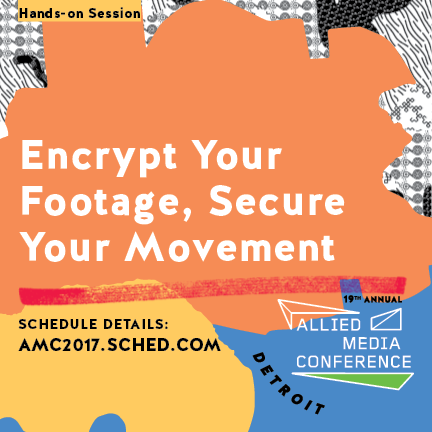 Hands-on Session
Encrypt Your
Footage, Secure
Your Movement
SCHEDULE DETAILS:
AMC2017.SCHED.COM
19TH ANNUAL
ALLIED
MEDIA
CONFERENCE
DETROIT